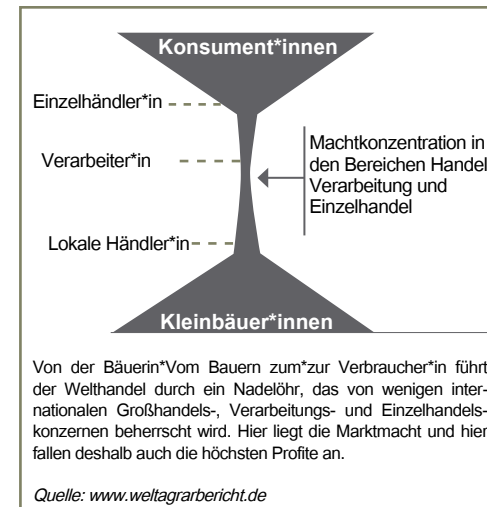 Konsument*innen
Einzelhändler*in
Verarbeiter*in
Machtkonzentration in
den Bereichen Handel
Verarbeitung und
Einzelhandel
Lokale Händler*in
Kleinbäuer*innen
Von der Bäuerin*Vom Bauern zum*zur Verbraucher*in führt
der Welthandel durch ein Nadelöhr, das von wenigen inter-
nationalen Großhandels-, Verarbeitungs- und Einzelhandels-
konzernen beherrscht wird. Hier liegt die Marktmacht und hier
fallen deshalb auch die höchsten Profite an.
Quelle: www.weltagrarbericht.de